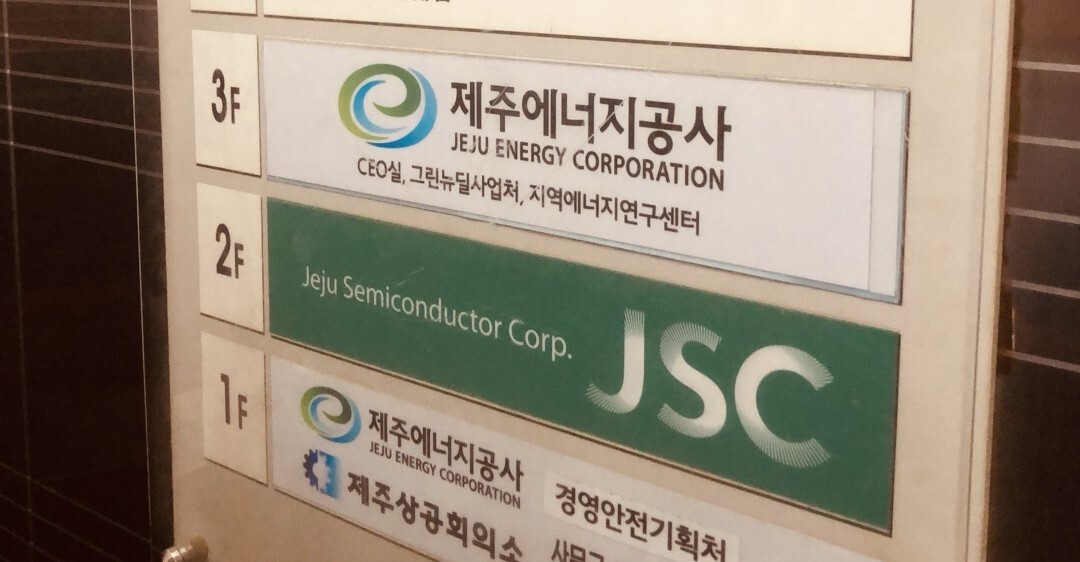 3F
제주에너지공사
JEJU ENERGY CORPORATION
CEO실, 그린뉴딜사업처, 지역에너지연구센터
2F
Jeju Semiconductor Corp.
JSC
1F
제주에너지공사
JEJU ENERGY CORPORATION
경영안전기획처
제주상공회의소